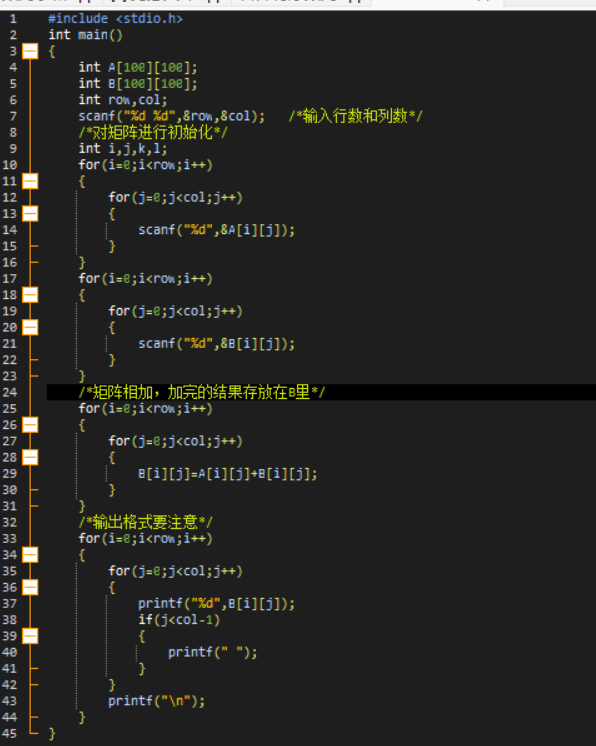 1 #include <stdio.h>
2 int main()
3 {
4 int A[100][100];
5 int B[100][100];
6 int row,col;
7 scanf("%d %d",&row,&col); /*输入行数和列数*/
8 /*对矩阵进行初始化*/
9 int i,j,k,l;
10 for(i=0;i<row;i++)
11 {
12 for(j=0;j<col;j++)
13 {
14 scanf("%d",&A[i][j]);
15 }
16 }
17 for(i=0;i<row;i++)
18 {
19 for(j=0;j<col;j++)
20 {
21 scanf("%d",&B[i][j]);
22 }
23 }
24 /*矩阵相加，加完的结果存放在B里*/
25 for(i=0;i<row;i++)
26 {
27 for(j=0;j<col;j++)
28 {
29 B[i][j]=A[i][j]+B[i][j];
30 }
31 }
32 /*输出格式要注意*/
33 for(i=0;i<row;i++)
34 {
35 for(j=0;j<col;j++)
36 {
37 printf("%d",B[i][j]);
38 if(j<col-1)
39 {
40 printf(" ");
41 }
42 }
43 printf("\n");
44 }
45 }